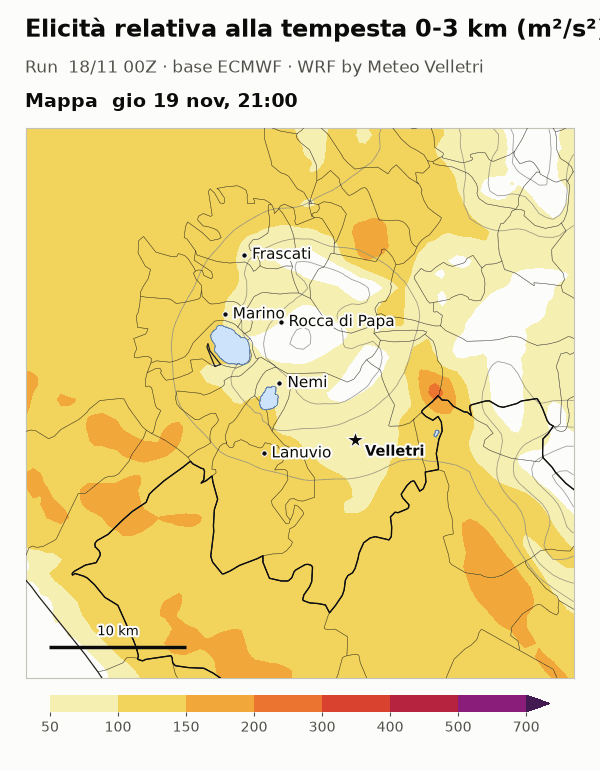 Elicità relativa alla tempesta 0-3 km (m²/s²)
Run 18/11 00Z · base ECMWF · WRF by Meteo Velletri
Mappa gio 19 nov, 21:00
Frascati
Marino
Rocca di Papa
Nemi
Velletri
Lanuvio
10 km
50 100 150 200 300 400 500 700